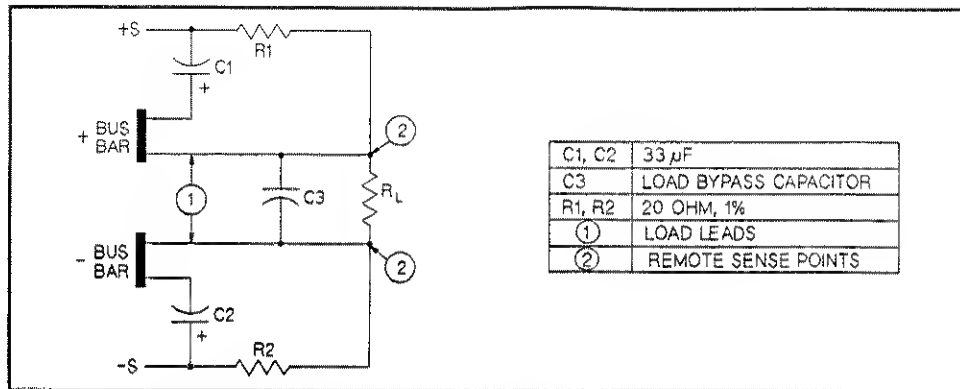 +S
R1
C1
+
+ BUS
BAR
2
1
C3
RL
- BUS
BAR
2
C2
+
R2
-S
C1, C2 33 µF
C3 LOAD BYPASS CAPACITOR
R1, R2 20 OHM, 1%
1 LOAD LEADS
2 REMOTE SENSE POINTS